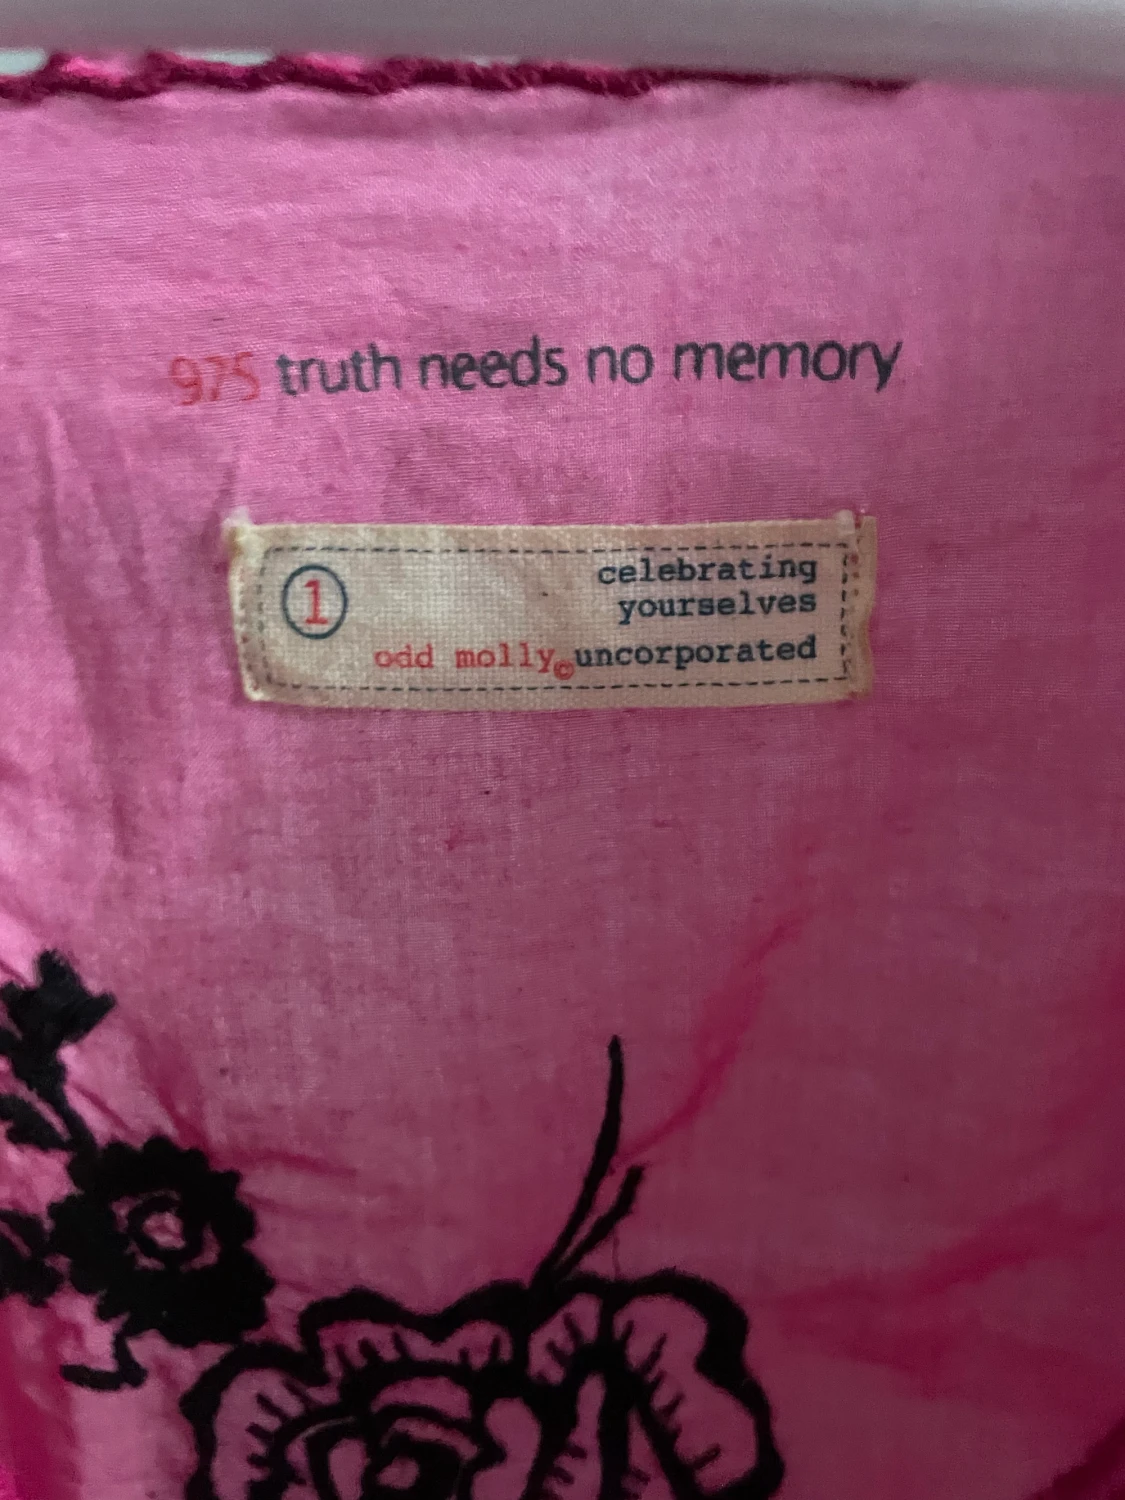 975 truth needs no memory
1
celebrating
yourselves
odd molly©uncorporated